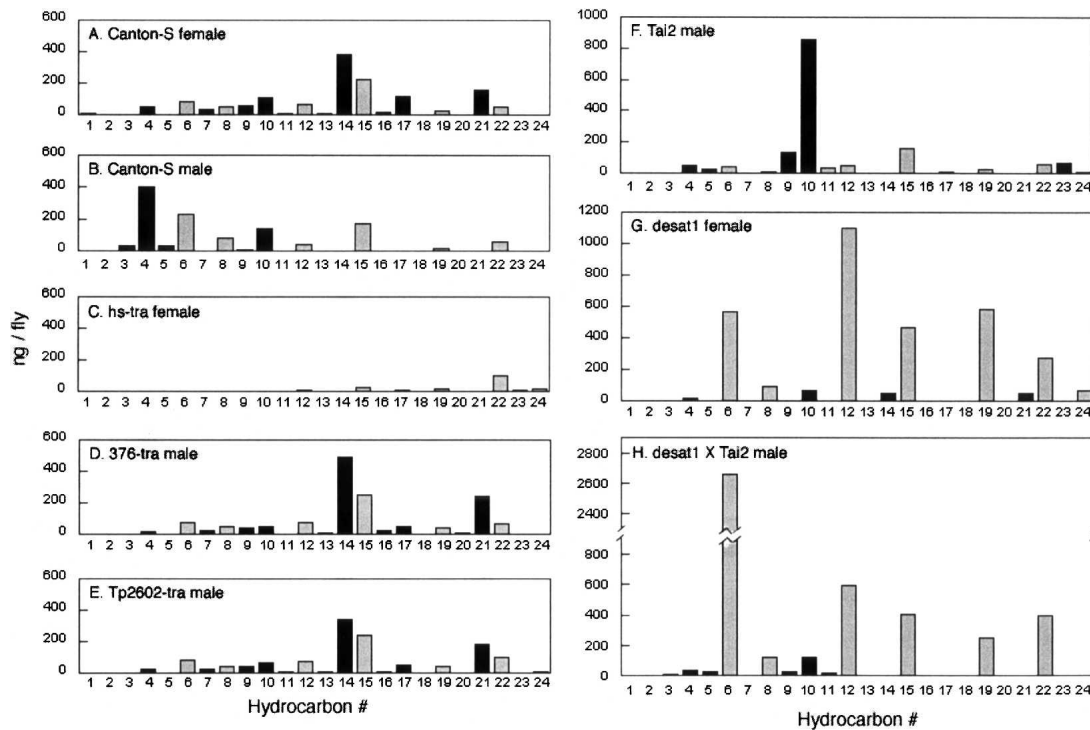 ng / fly
600
400
200
0
A. Canton-S female
1 2 3 4 5 6 7 8 9 10 11 12 13 14 15 16 17 18 19 20 21 22 23 24
600
400
200
0
B. Canton-S male
1 2 3 4 5 6 7 8 9 10 11 12 13 14 15 16 17 18 19 20 21 22 23 24
600
400
200
0
C. hs-tra female
1 2 3 4 5 6 7 8 9 10 11 12 13 14 15 16 17 18 19 20 21 22 23 24
600
400
200
0
D. 376-tra male
1 2 3 4 5 6 7 8 9 10 11 12 13 14 15 16 17 18 19 20 21 22 23 24
600
400
200
0
E. Tp2602-tra male
1 2 3 4 5 6 7 8 9 10 11 12 13 14 15 16 17 18 19 20 21 22 23 24
Hydrocarbon #
1000
800
600
400
200
0
F. Tai2 male
1 2 3 4 5 6 7 8 9 10 11 12 13 14 15 16 17 18 19 20 21 22 23 24
1200
1000
800
600
400
200
0
G. desat1 female
1 2 3 4 5 6 7 8 9 10 11 12 13 14 15 16 17 18 19 20 21 22 23 24
2800
2600
2400
800
600
400
200
0
H. desat1 X Tai2 male
1 2 3 4 5 6 7 8 9 10 11 12 13 14 15 16 17 18 19 20 21 22 23 24
Hydrocarbon #